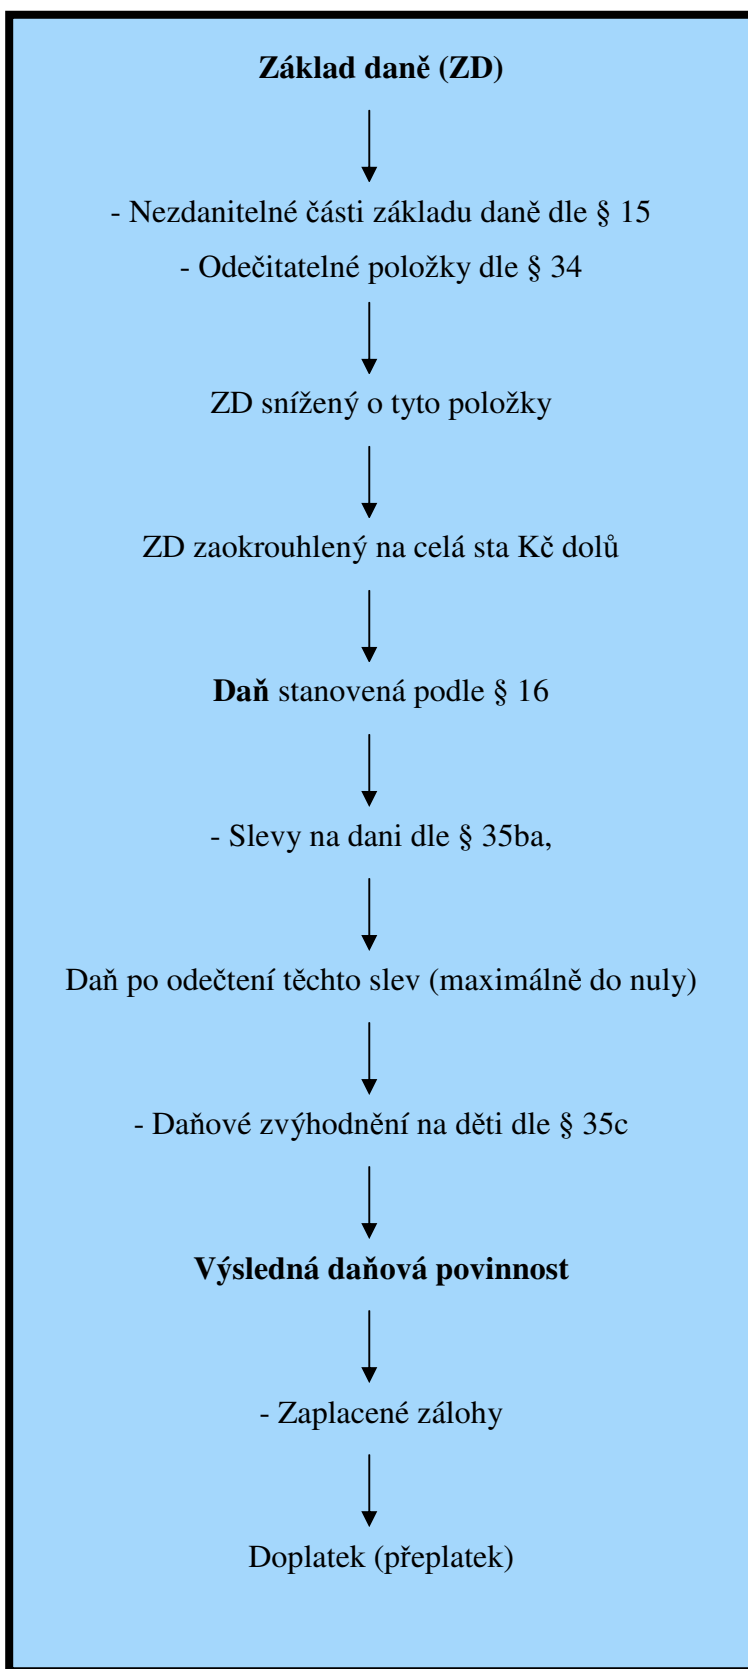 Základ daně (ZD)
- Nezdanitelné části základu daně dle § 15
- Odečitatelné položky dle § 34
ZD snížený o tyto položky
ZD zaokrouhlený na celá sta Kč dolů
Daň stanovená podle § 16
- Slevy na dani dle § 35ba,
Daň po odečtení těchto slev (maximálně do nuly)
- Daňové zvýhodnění na děti dle § 35c
Výsledná daňová povinnost
- Zaplacené zálohy
Doplatek (přeplatek)